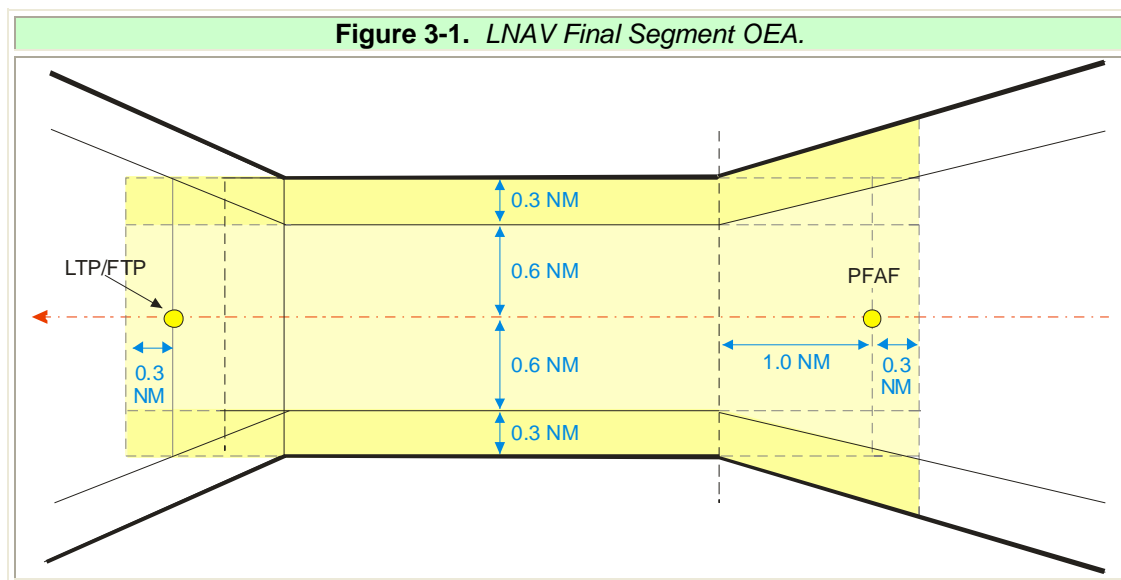 Figure 3-1. LNAV Final Segment OEA.
0.3 NM
LTP/FTP
0.6 NM
PFAF
0.3
NM
0.6 NM
1.0 NM
0.3
NM
0.3 NM